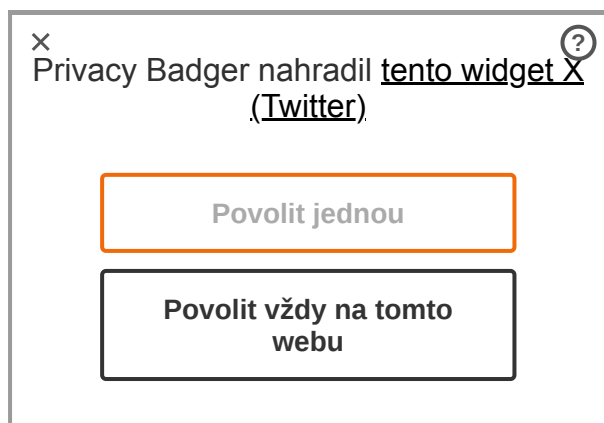 ×
?
Privacy Badger nahradil tento widget X
(Twitter)
Povolit jednou
Povolit vždy na tomto
webu